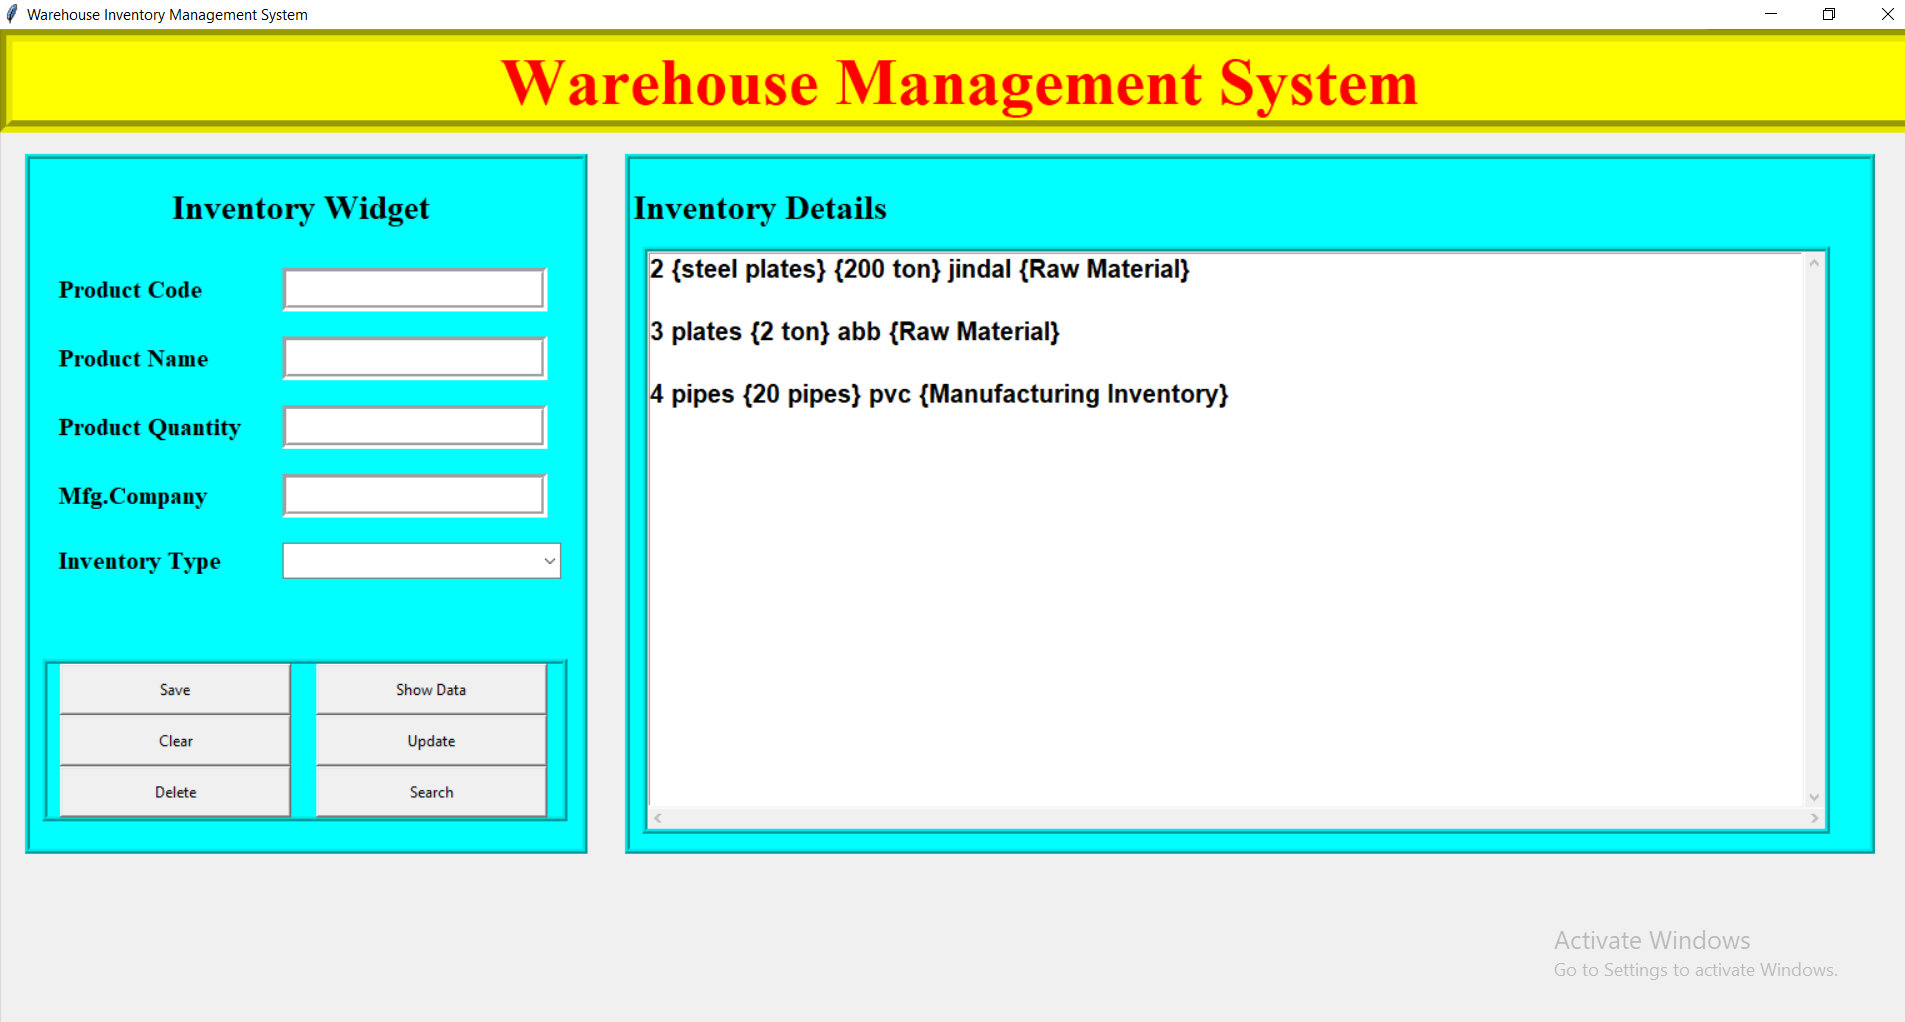 Warehouse Inventory Management System
Warehouse Management System
Inventory Widget
Product Code
Product Name
Product Quantity
Mfg.Company
Inventory Type
Save
Show Data
Clear
Update
Delete
Search
Inventory Details
2 {steel plates} {200 ton} jindal {Raw Material}
3 plates {2 ton} abb {Raw Material}
4 pipes {20 pipes} pvc {Manufacturing Inventory}
Activate Windows
Go to Settings to activate Windows.